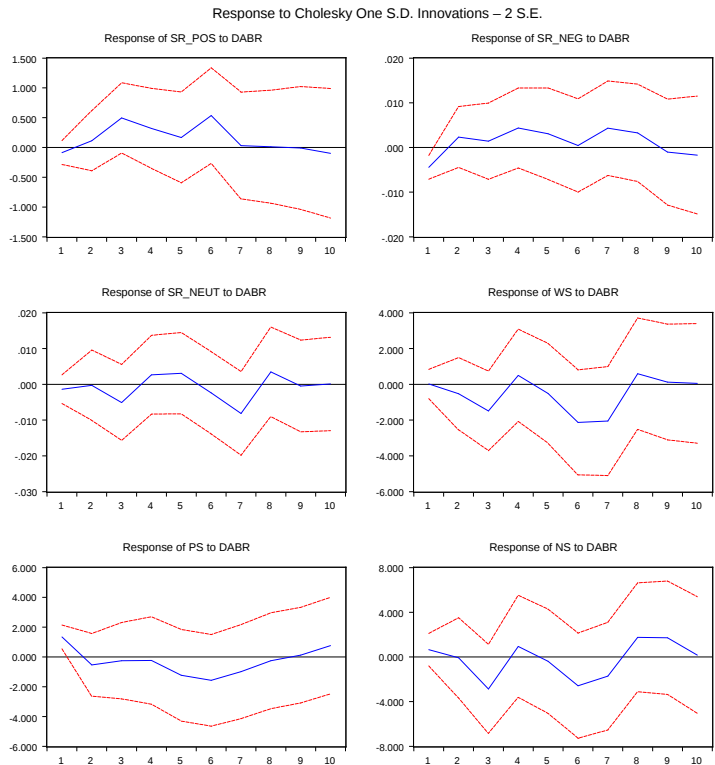 Response to Cholesky One S.D. Innovations – 2 S.E.
Response of SR_POS to DABR
1.500
1.000
0.500
0.000
-0.500
-1.000
-1.500
1 2 3 4 5 6 7 8 9 10
Response of SR_NEG to DABR
.020
.010
.000
-.010
-.020
1 2 3 4 5 6 7 8 9 10
Response of SR_NEUT to DABR
.020
.010
.000
-.010
-.020
-.030
1 2 3 4 5 6 7 8 9 10
Response of WS to DABR
4.000
2.000
0.000
-2.000
-4.000
-6.000
1 2 3 4 5 6 7 8 9 10
Response of PS to DABR
6.000
4.000
2.000
0.000
-2.000
-4.000
-6.000
1 2 3 4 5 6 7 8 9 10
Response of NS to DABR
8.000
4.000
0.000
-4.000
-8.000
1 2 3 4 5 6 7 8 9 10